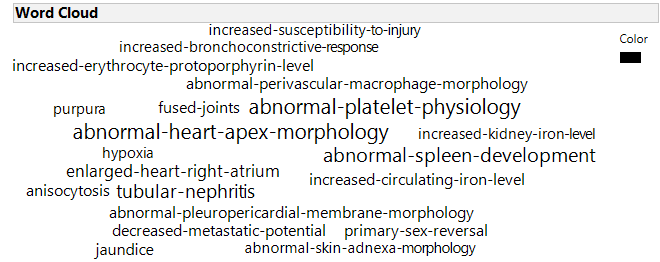 Word Cloud
increased-susceptibility-to-injury
Color
increased-bronchoconstrictive-response
increased-erythrocyte-protoporphyrin-level
abnormal-perivascular-macrophage-morphology
purpura fused-joints abnormal-platelet-physiology
abnormal-heart-apex-morphology increased-kidney-iron-level
hypoxia abnormal-spleen-development
enlarged-heart-right-atrium increased-circulating-iron-level
anisocytosis tubular-nephritis
abnormal-pleuropericardial-membrane-morphology
decreased-metastatic-potential primary-sex-reversal
jaundice abnormal-skin-adnexa-morphology